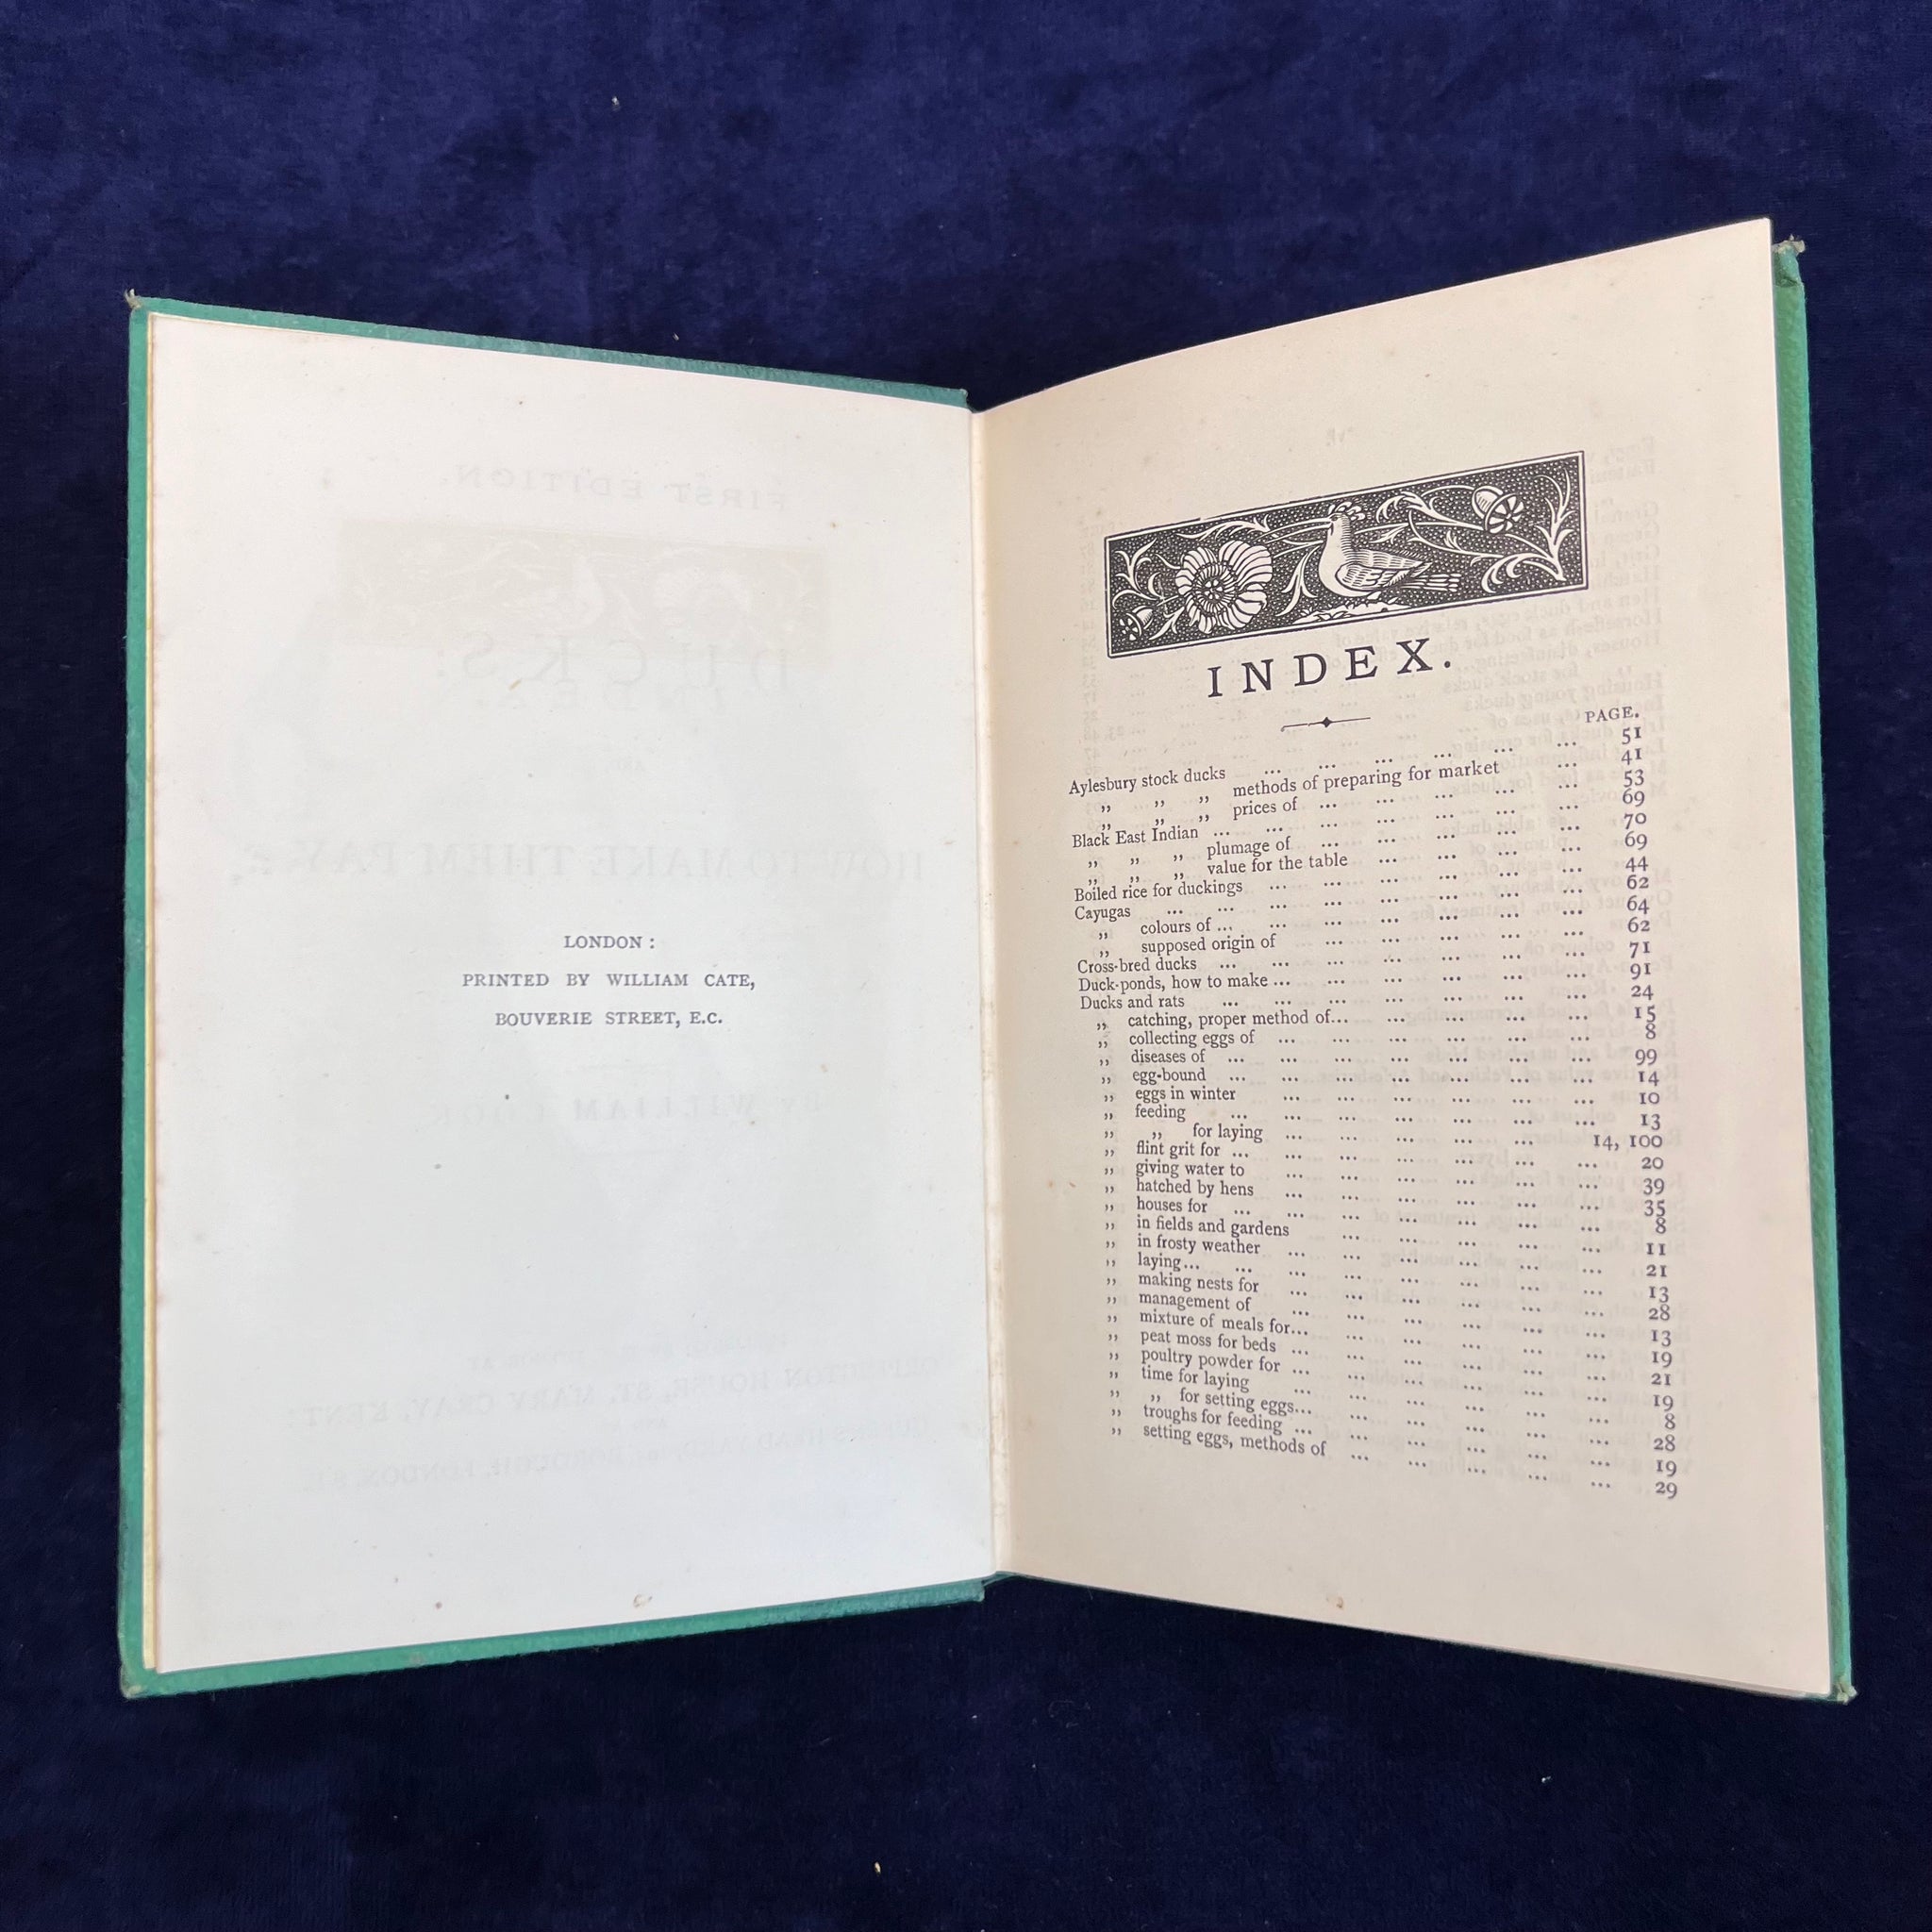 LONDON :
PRINTED BY WILLIAM CATE,
BOUVERIE STREET, E.C.
INDEX.
PAGE.
Aylesbury stock ducks ... ... ... ... ... ... 51
„ „ „ methods of preparing for market ... 41
„ „ „ prices of ... ... ... ... ... 53
Black East Indian ... ... ... ... ... ... ... 69
„ „ „ plumage of ... ... ... ... ... 70
„ „ „ value for the table ... ... ... ... 69
Boiled rice for duckings ... ... ... ... ... ... 44
Cayugas ... ... ... ... ... ... ... ... 62
„ colours of ... ... ... ... ... ... ... 64
„ supposed origin of ... ... ... ... ... 62
Cross-bred ducks ... ... ... ... ... ... ... 71
Duck-ponds, how to make ... ... ... ... ... ... 91
Ducks and rats ... ... ... ... ... ... ... 24
„ catching, proper method of... ... ... ... ... 15
„ collecting eggs of ... ... ... ... ... ... 8
„ diseases of ... ... ... ... ... ... ... 99
„ egg-bound ... ... ... ... ... ... ... 14
„ eggs in winter ... ... ... ... ... ... 10
„ feeding ... ... ... ... ... ... ... 13
„ „ for laying ... ... ... ... ... 14, 100
„ flint grit for ... ... ... ... ... ... ... 20
„ giving water to ... ... ... ... ... ... 39
„ hatched by hens ... ... ... ... ... ... 35
„ houses for ... ... ... ... ... ... ... 8
„ in fields and gardens ... ... ... ... ... 11
„ in frosty weather ... ... ... ... ... ... 21
„ laying... ... ... ... ... ... ... ... 13
„ making nests for ... ... ... ... ... ... 28
„ management of ... ... ... ... ... ... 13
„ mixture of meals for... ... ... ... ... ... 19
„ peat moss for beds ... ... ... ... ... ... 21
„ poultry powder for ... ... ... ... ... ... 19
„ time for laying ... ... ... ... ... ... 8
„ „ for setting eggs... ... ... ... ... ... 28
„ troughs for feeding ... ... ... ... ... ... 19
„ setting eggs, methods of ... ... ... ... ... 29